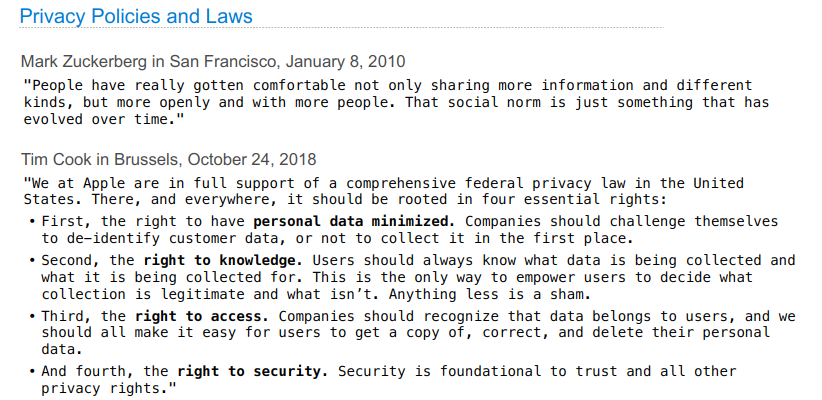 Privacy Policies and Laws
Mark Zuckerberg in San Francisco, January 8, 2010
"People have really gotten comfortable not only sharing more information and different
kinds, but more openly and with more people. That social norm is just something that has
evolved over time."
Tim Cook in Brussels, October 24, 2018
"We at Apple are in full support of a comprehensive federal privacy law in the United
States. There, and everywhere, it should be rooted in four essential rights:
• First, the right to have personal data minimized. Companies should challenge themselves
to de-identify customer data, or not to collect it in the first place.
• Second, the right to knowledge. Users should always know what data is being collected and
what it is being collected for. This is the only way to empower users to decide what
collection is legitimate and what isn’t. Anything less is a sham.
• Third, the right to access. Companies should recognize that data belongs to users, and we
should all make it easy for users to get a copy of, correct, and delete their personal
data.
• And fourth, the right to security. Security is foundational to trust and all other
privacy rights."